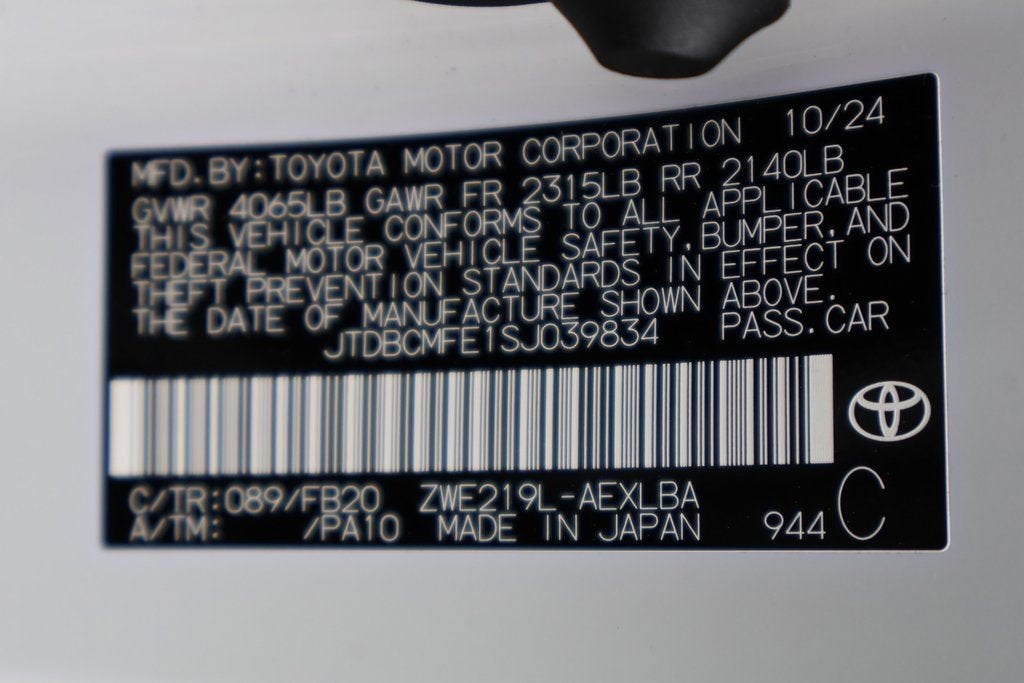 MFD. BY: TOYOTA MOTOR CORPORATION 10/24
GVWR 4065LB GAWR FR 2315LB RR 2140LB
THIS VEHICLE CONFORMS TO ALL APPLICABLE
FEDERAL MOTOR VEHICLE SAFETY, BUMPER, AND
THEFT PREVENTION STANDARDS IN EFFECT ON
THE DATE OF MANUFACTURE SHOWN ABOVE.
JTDBCMFE1SJ039834 PASS. CAR
C/TR: 089/FB20 ZWE219L-AEXLBA
A/TM: /PA10 MADE IN JAPAN 944 C